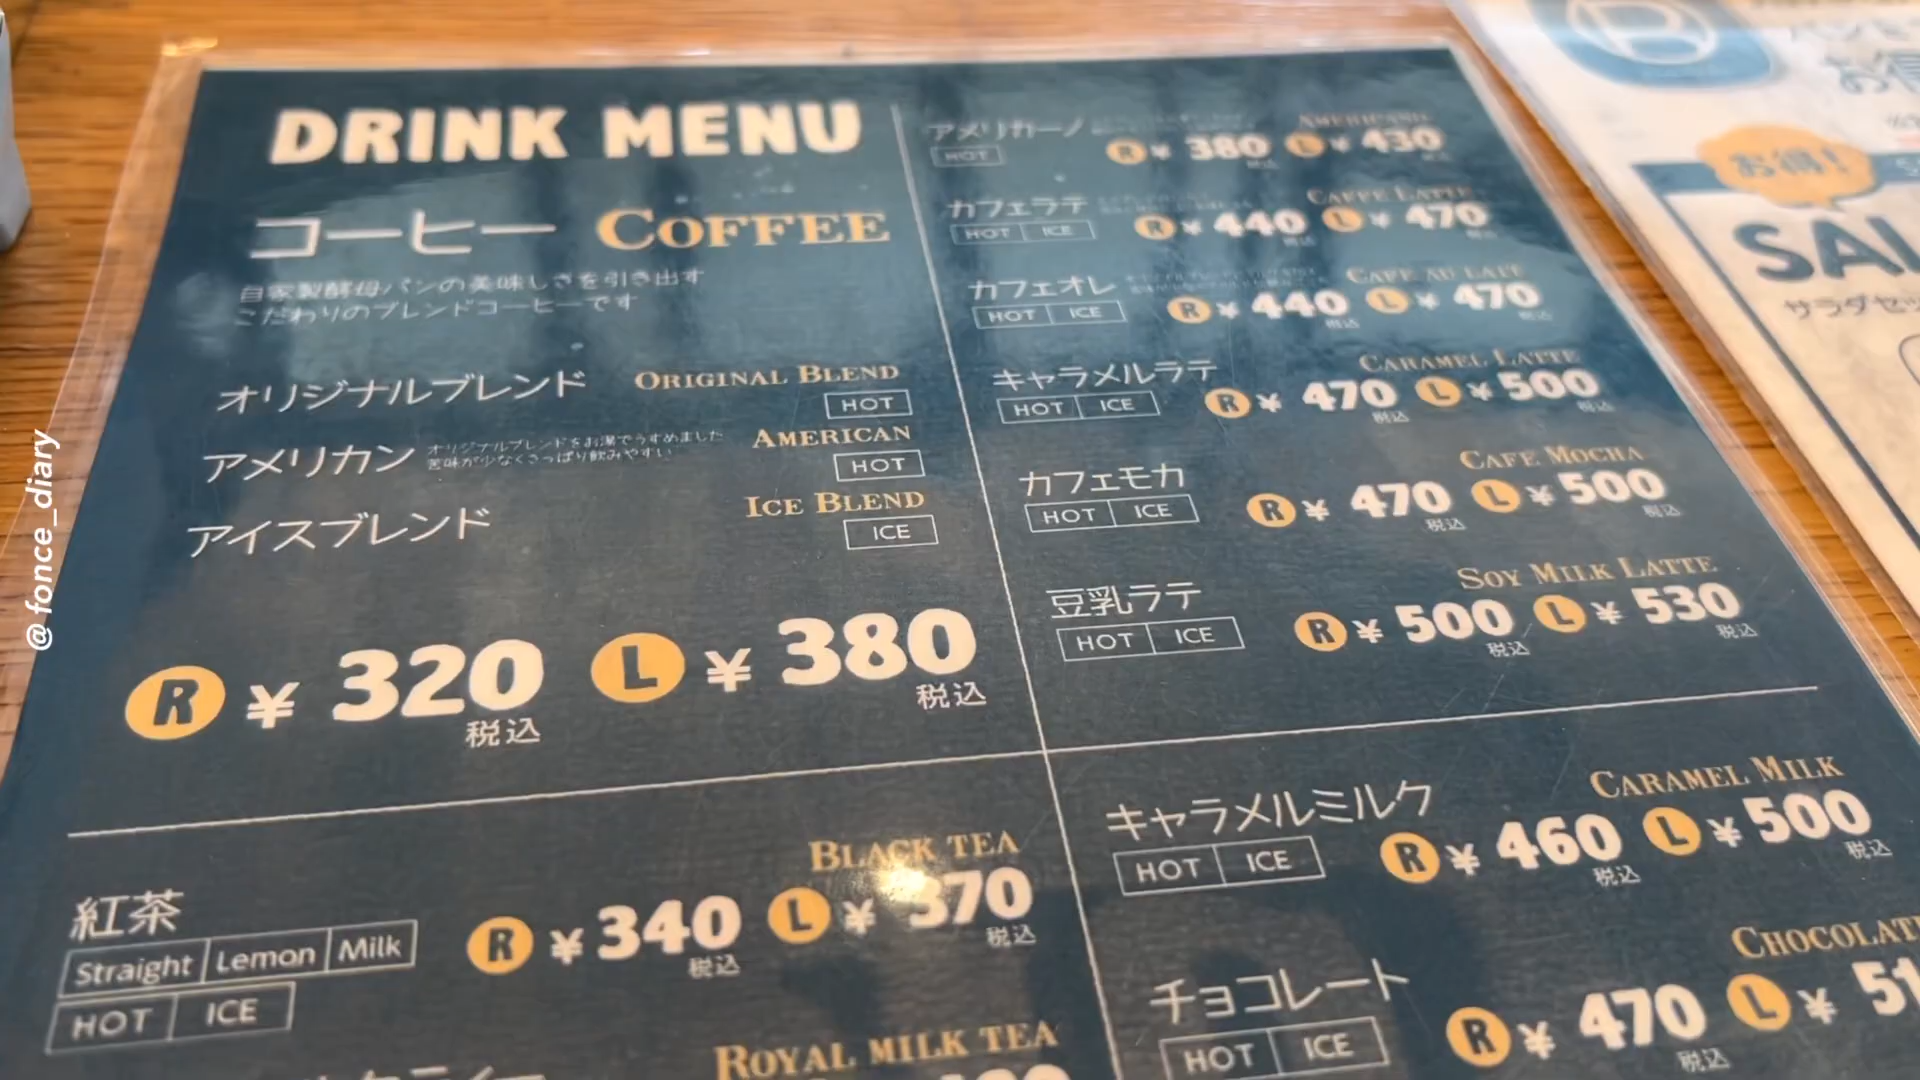 DRINK MENU
コーヒー COFFEE
自家製酵母パンの美味しさを引き出す
こだわりのブレンドコーヒーです
オリジナルブレンド ORIGINAL BLEND
HOT
アメリカン オリジナルブレンドをお湯でうすめました AMERICAN
苦味が少なくさっぱり飲みやすい
HOT
アイスブレンド ICE BLEND
ICE
R ¥ 320 税込 L ¥ 380 税込
紅茶 BLACK TEA
Straight Lemon Milk
HOT ICE
R ¥ 340 税込 L ¥ 370 税込
ROYAL MILK TEA
アメリカーノ AMERICANO
HOT
R ¥ 380 税込 L ¥ 430 税込
カフェラテ CAFFE LATTE
HOT ICE
R ¥ 440 税込 L ¥ 470 税込
カフェオレ CAFE AU LAIT
HOT ICE
R ¥ 440 税込 L ¥ 470 税込
キャラメルラテ CARAMEL LATTE
HOT ICE
R ¥ 470 税込 L ¥ 500 税込
カフェモカ CAFE MOCHA
HOT ICE
R ¥ 470 税込 L ¥ 500 税込
豆乳ラテ SOY MILK LATTE
HOT ICE
R ¥ 500 税込 L ¥ 530 税込
キャラメルミルク CARAMEL MILK
HOT ICE
R ¥ 460 税込 L ¥ 500 税込
チョコレート CHOCOLAT
HOT ICE
R ¥ 470 税込 L ¥ 51
お得!
SAL
サラダセッ
@fonce_diary